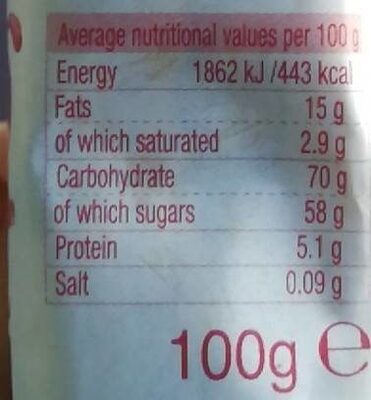 Average nutritional values per 100 g
Energy 1862 kJ /443 kcal
Fats 15 g
of which saturated 2.9 g
Carbohydrate 70 g
of which sugars 58 g
Protein 5.1 g
Salt 0.09 g
100g ℮